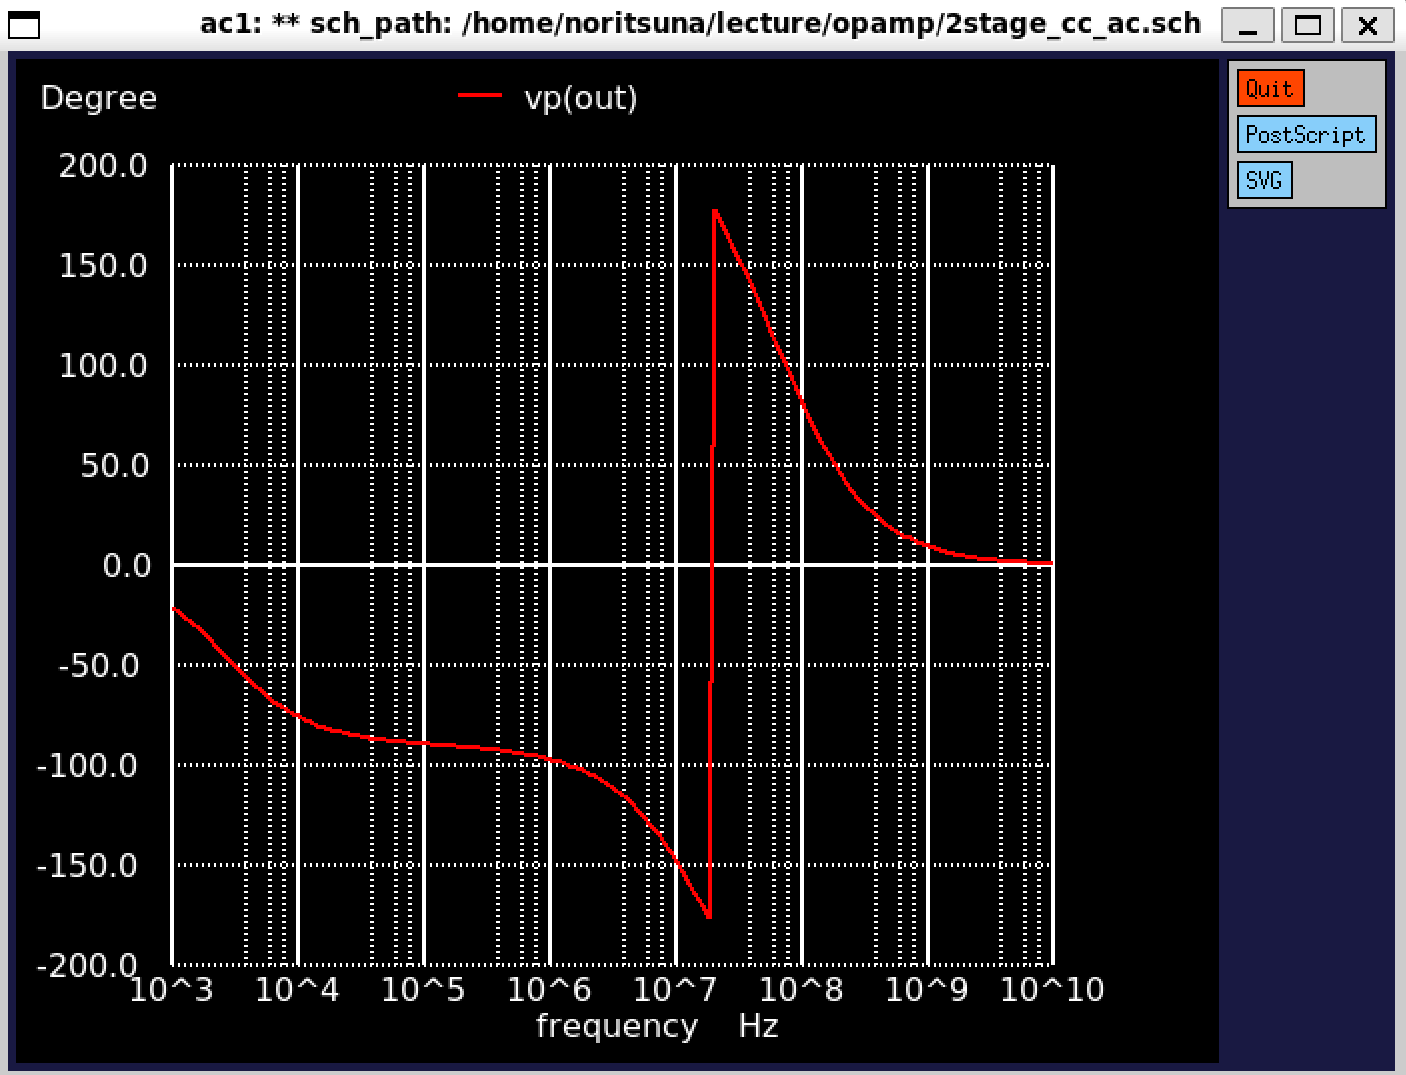 ac1: ** sch_path: /home/noritsuna/lecture/opamp/2stage_cc_ac.sch
Quit
PostScript
SVG
Degree
vp(out)
200.0
150.0
100.0
50.0
0.0
-50.0
-100.0
-150.0
-200.0
10^3 10^4 10^5 10^6 10^7 10^8 10^9 10^10
frequency Hz